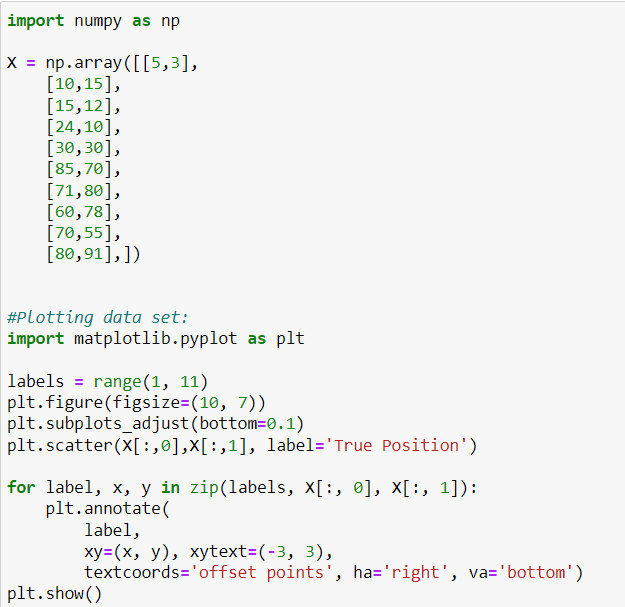 import numpy as np
X = np.array([[5,3],
    [10,15],
    [15,12],
    [24,10],
    [30,30],
    [85,70],
    [71,80],
    [60,78],
    [70,55],
    [80,91],])
#Plotting data set:
import matplotlib.pyplot as plt
labels = range(1, 11)
plt.figure(figsize=(10, 7))
plt.subplots_adjust(bottom=0.1)
plt.scatter(X[:,0],X[:,1], label='True Position')
for label, x, y in zip(labels, X[:, 0], X[:, 1]):
    plt.annotate(
        label,
        xy=(x, y), xytext=(-3, 3),
        textcoords='offset points', ha='right', va='bottom')
plt.show()